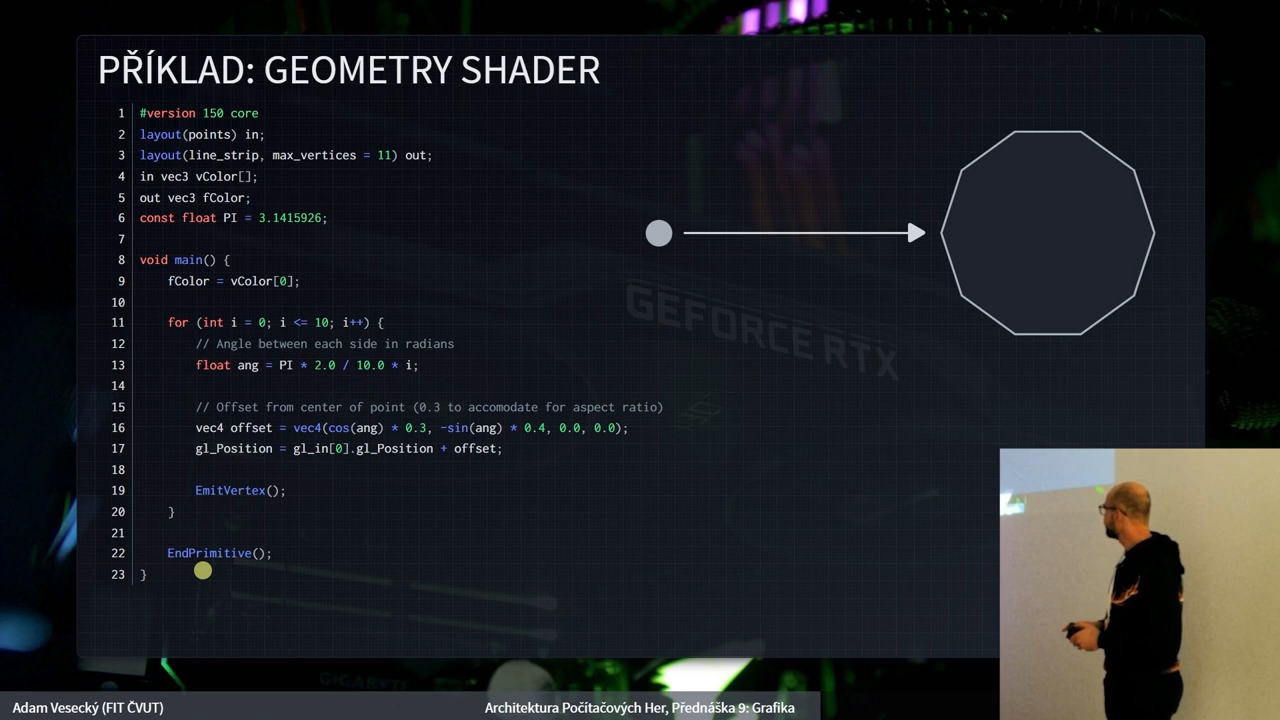 PŘÍKLAD: GEOMETRY SHADER
1 #version 150 core
2 layout(points) in;
3 layout(line_strip, max_vertices = 11) out;
4 in vec3 vColor[];
5 out vec3 fColor;
6 const float PI = 3.1415926;
7
8 void main() {
9 fColor = vColor[0];
10
11 for (int i = 0; i <= 10; i++) {
12 // Angle between each side in radians
13 float ang = PI * 2.0 / 10.0 * i;
14
15 // Offset from center of point (0.3 to accomodate for aspect ratio)
16 vec4 offset = vec4(cos(ang) * 0.3, -sin(ang) * 0.4, 0.0, 0.0);
17 gl_Position = gl_in[0].gl_Position + offset;
18
19 EmitVertex();
20 }
21
22 EndPrimitive();
23 }
GEFORCE RTX
GIGABYTE
Adam Vesecký (FIT ČVUT)
Architektura Počítačových Her, Přednáška 9: Grafika